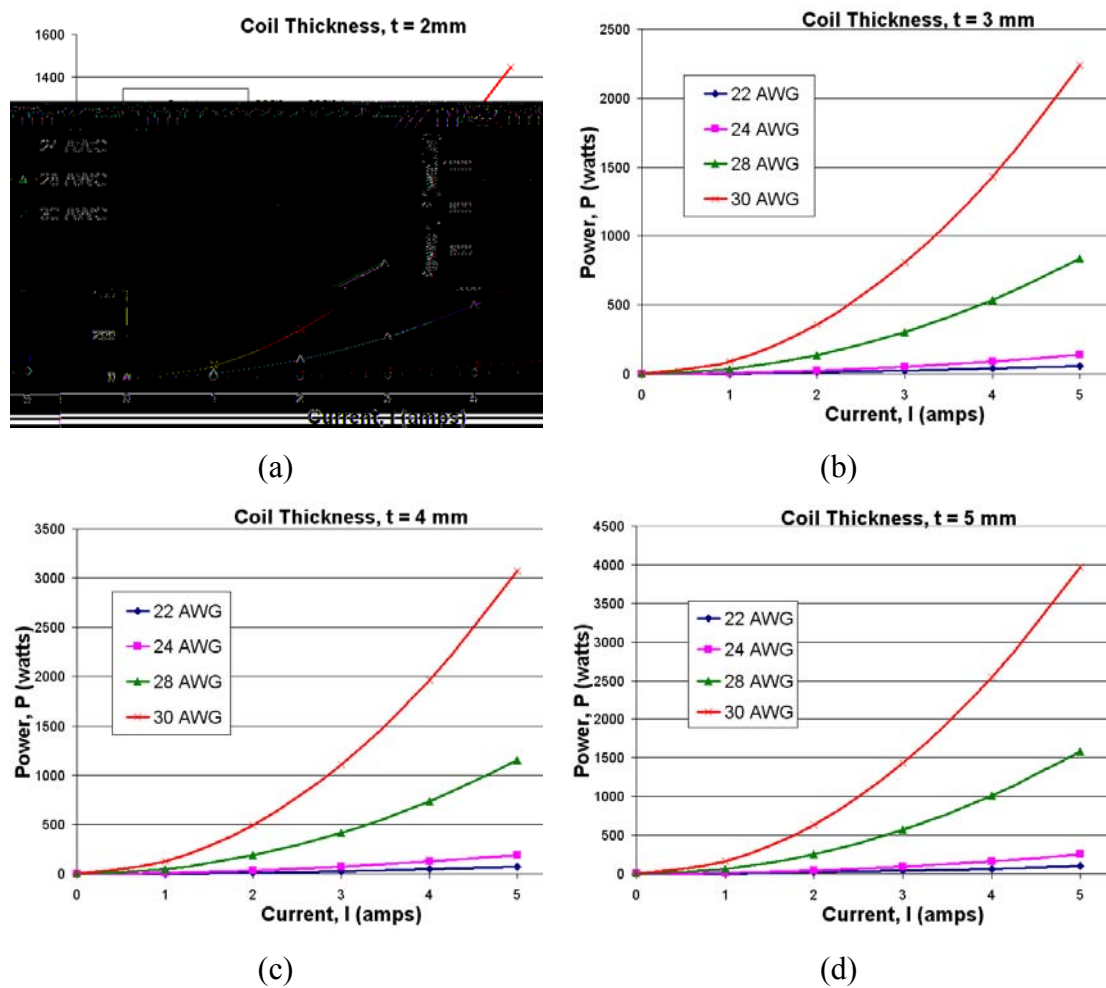 Coil Thickness, t = 2mm
1600
1400
24 AWG
28 AWG
30 AWG
200
Current, I (amps)
(a)
Coil Thickness, t = 3 mm
2500
2000
1500
1000
500
0
Power, P (watts)
22 AWG
24 AWG
28 AWG
30 AWG
0 1 2 3 4 5
Current, I (amps)
(b)
Coil Thickness, t = 4 mm
3500
3000
2500
2000
1500
1000
500
0
Power, P (watts)
22 AWG
24 AWG
28 AWG
30 AWG
0 1 2 3 4 5
Current, I (amps)
(c)
Coil Thickness, t = 5 mm
4500
4000
3500
3000
2500
2000
1500
1000
500
0
Power, P (watts)
22 AWG
24 AWG
28 AWG
30 AWG
0 1 2 3 4 5
Current, I (amps)
(d)